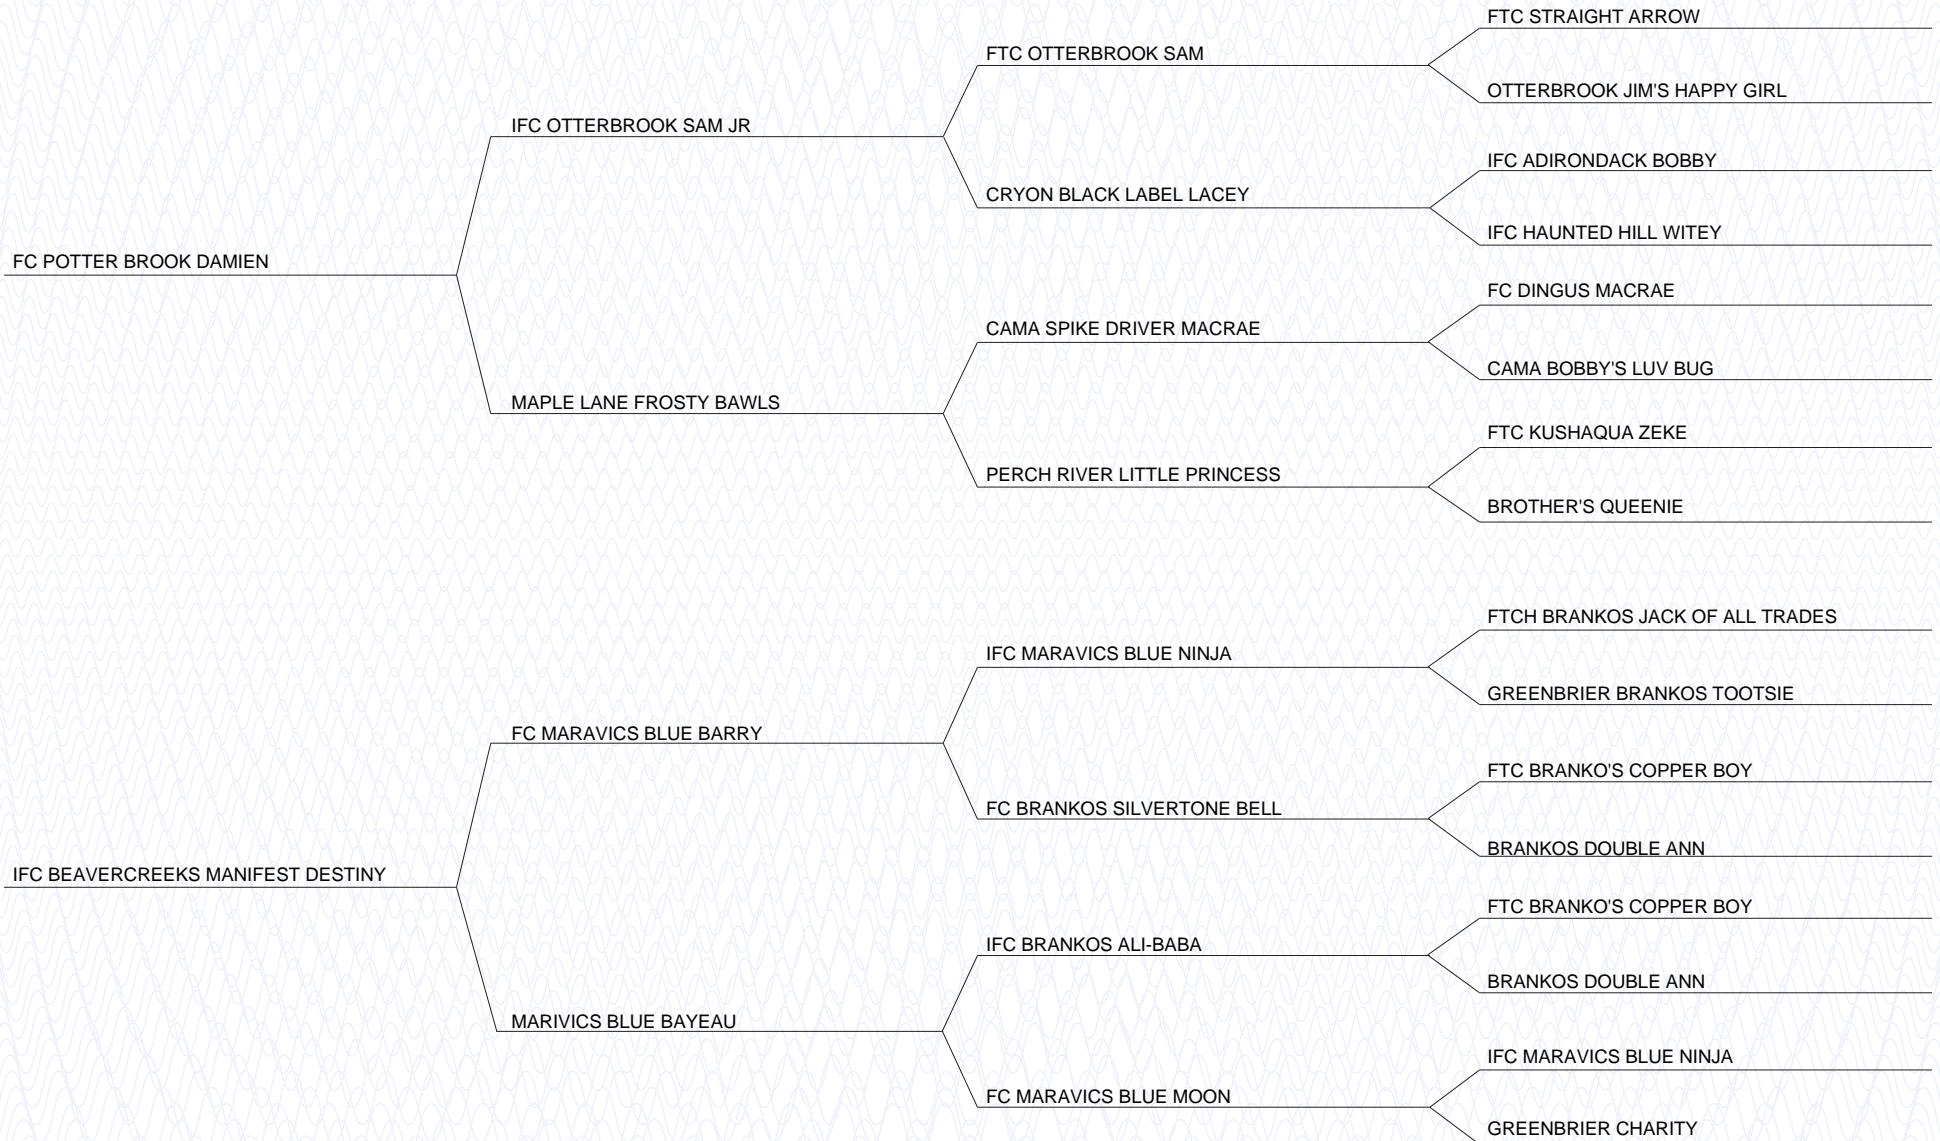 FTC STRAIGHT ARROW
FTC OTTERBROOK SAM
OTTERBROOK JIM'S HAPPY GIRL
IFC OTTERBROOK SAM JR
IFC ADIRONDACK BOBBY
CRYON BLACK LABEL LACEY
IFC HAUNTED HILL WITEY
FC POTTER BROOK DAMIEN
FC DINGUS MACRAE
CAMA SPIKE DRIVER MACRAE
CAMA BOBBY'S LUV BUG
MAPLE LANE FROSTY BAWLS
FTC KUSHAQUA ZEKE
PERCH RIVER LITTLE PRINCESS
BROTHER'S QUEENIE
FTCH BRANKOS JACK OF ALL TRADES
IFC MARAVICS BLUE NINJA
GREENBRIER BRANKOS TOOTSIE
FC MARAVICS BLUE BARRY
FTC BRANKO'S COPPER BOY
FC BRANKOS SILVERTONE BELL
BRANKOS DOUBLE ANN
IFC BEAVERCREEKS MANIFEST DESTINY
FTC BRANKO'S COPPER BOY
IFC BRANKOS ALI-BABA
BRANKOS DOUBLE ANN
MARIVICS BLUE BAYEAU
IFC MARAVICS BLUE NINJA
FC MARAVICS BLUE MOON
GREENBRIER CHARITY